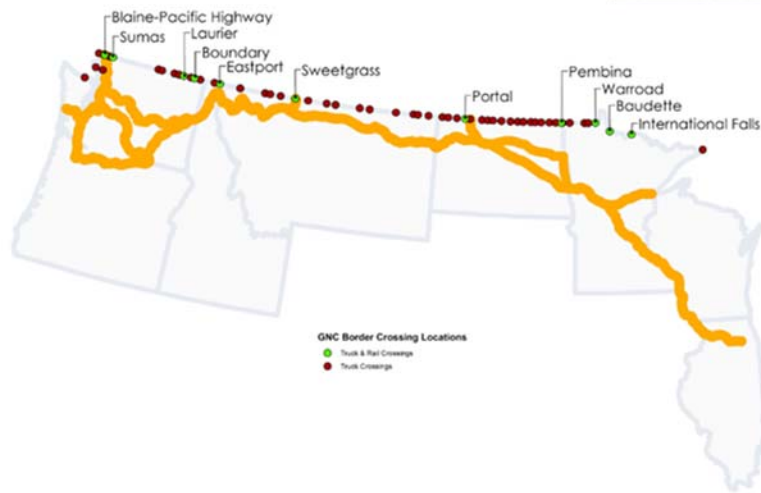 Blaine-Pacific Highway
Sumas
Laurier
Boundary
Eastport
Sweetgrass
Portal
Pembina
Warroad
Baudette
International Falls
GNC Border Crossing Locations
Truck & Rail Crossings
Truck Crossings